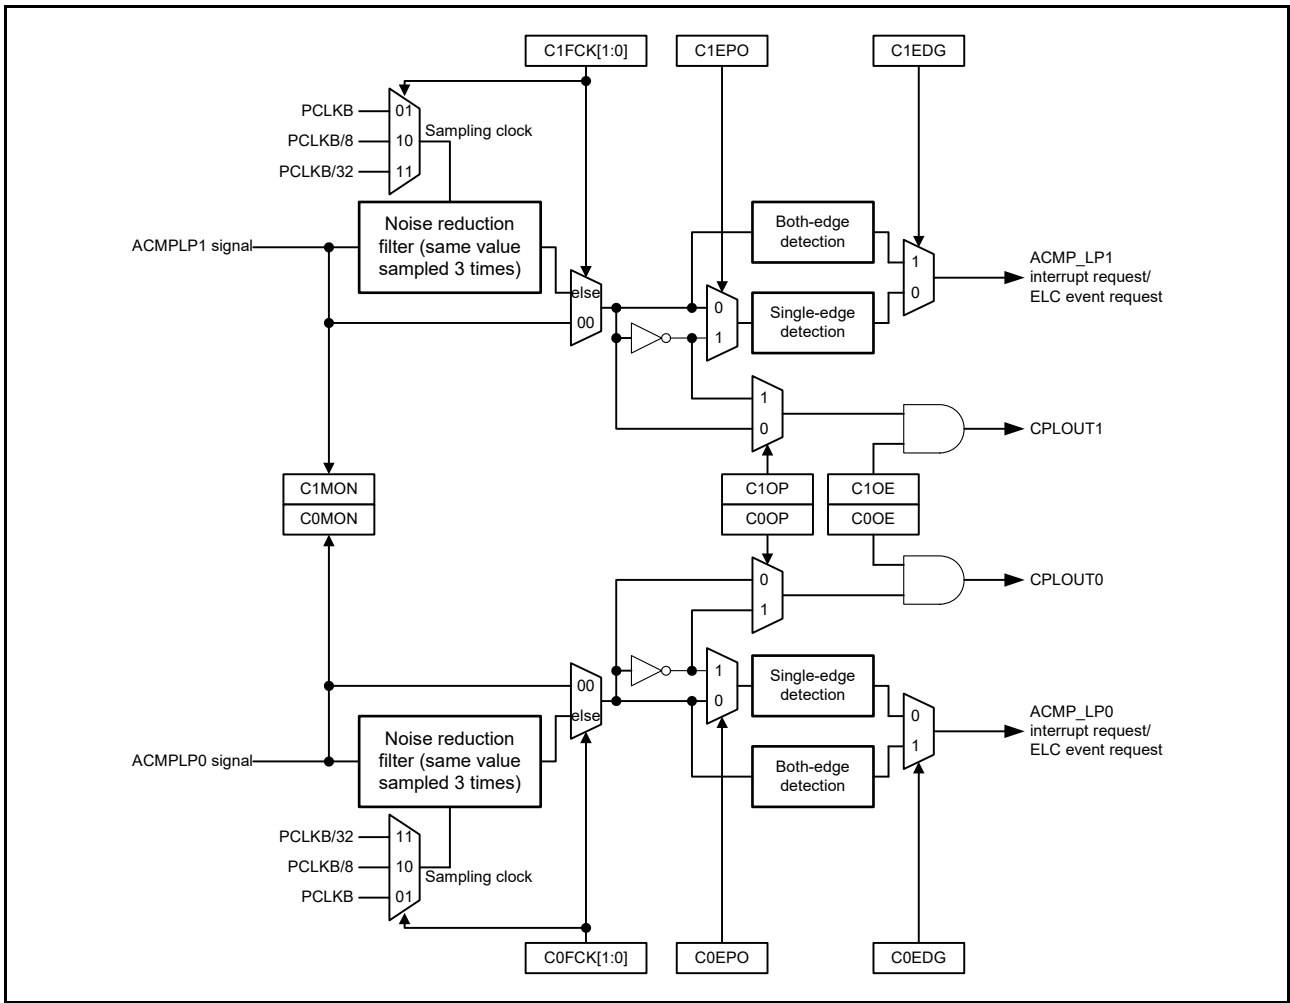 C1FCK[1:0]
C1EPO
C1EDG
PCLKB
01
PCLKB/8
10
Sampling clock
PCLKB/32
11
ACMPLP1 signal
Noise reduction
filter (same value
sampled 3 times)
else
00
0
1
Both-edge
detection
Single-edge
detection
1
0
ACMP_LP1
interrupt request/
ELC event request
1
0
CPLOUT1
C1MON
C0MON
C1OP
C0OP
C1OE
C0OE
0
1
CPLOUT0
00
else
1
0
Single-edge
detection
Both-edge
detection
0
1
ACMP_LP0
interrupt request/
ELC event request
ACMPLP0 signal
Noise reduction
filter (same value
sampled 3 times)
PCLKB/32
11
PCLKB/8
10
Sampling clock
PCLKB
01
C0FCK[1:0]
C0EPO
C0EDG